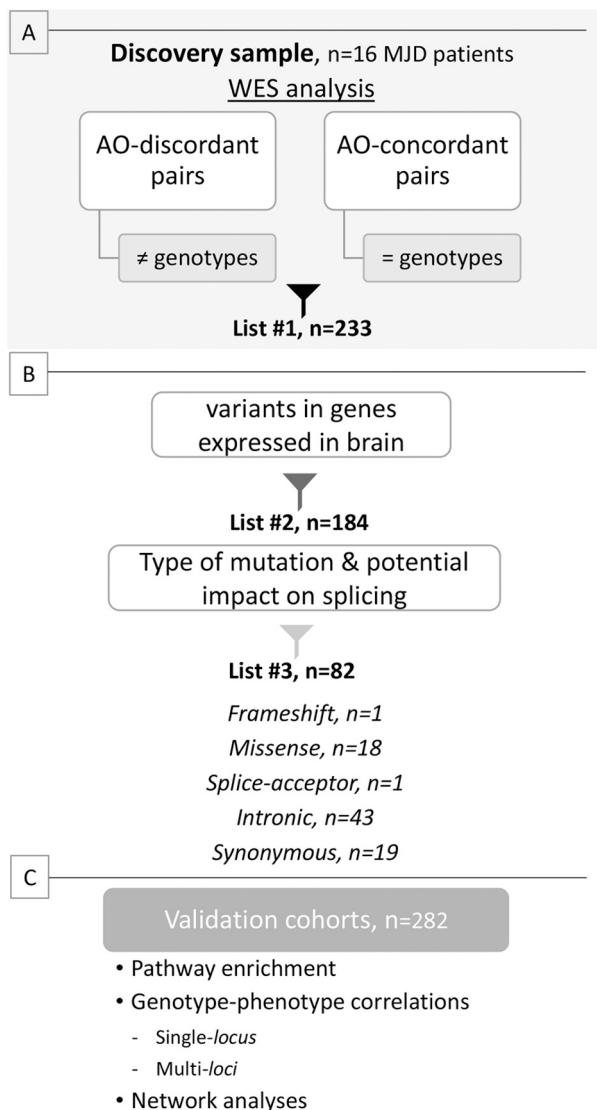 A
Discovery sample, n=16 MJD patients
WES analysis
AO-discordant
pairs
AO-concordant
pairs
≠ genotypes
= genotypes
List #1, n=233
B
variants in genes
expressed in brain
List #2, n=184
Type of mutation & potential
impact on splicing
List #3, n=82
Frameshift, n=1
Missense, n=18
Splice-acceptor, n=1
Intronic, n=43
Synonymous, n=19
C
Validation cohorts, n=282
• Pathway enrichment
• Genotype-phenotype correlations
- Single-locus
- Multi-loci
• Network analyses